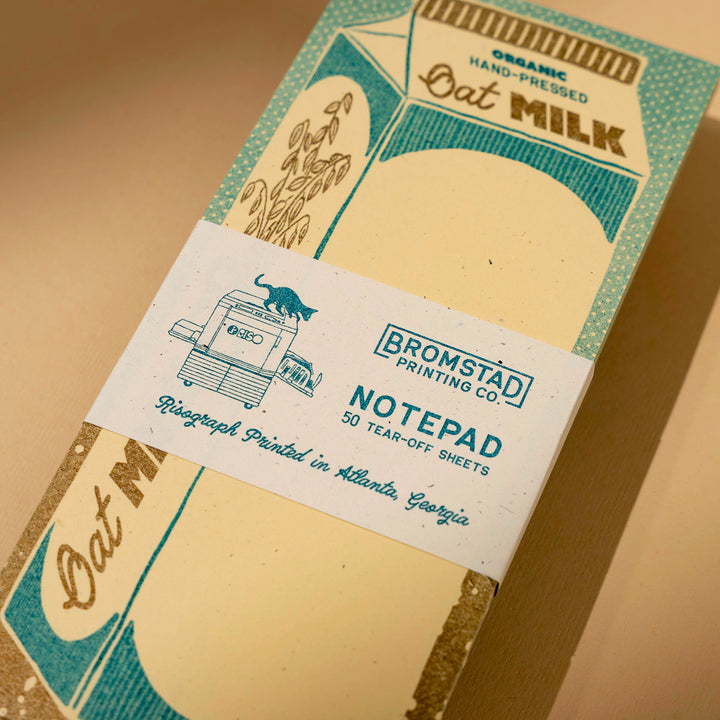 ORGANIC
HAND-PRESSED
Oat MILK
RISO
BROMSTAD
PRINTING CO.
NOTEPAD
50 TEAR-OFF SHEETS
Risograph Printed in Atlanta, Georgia
Oat M